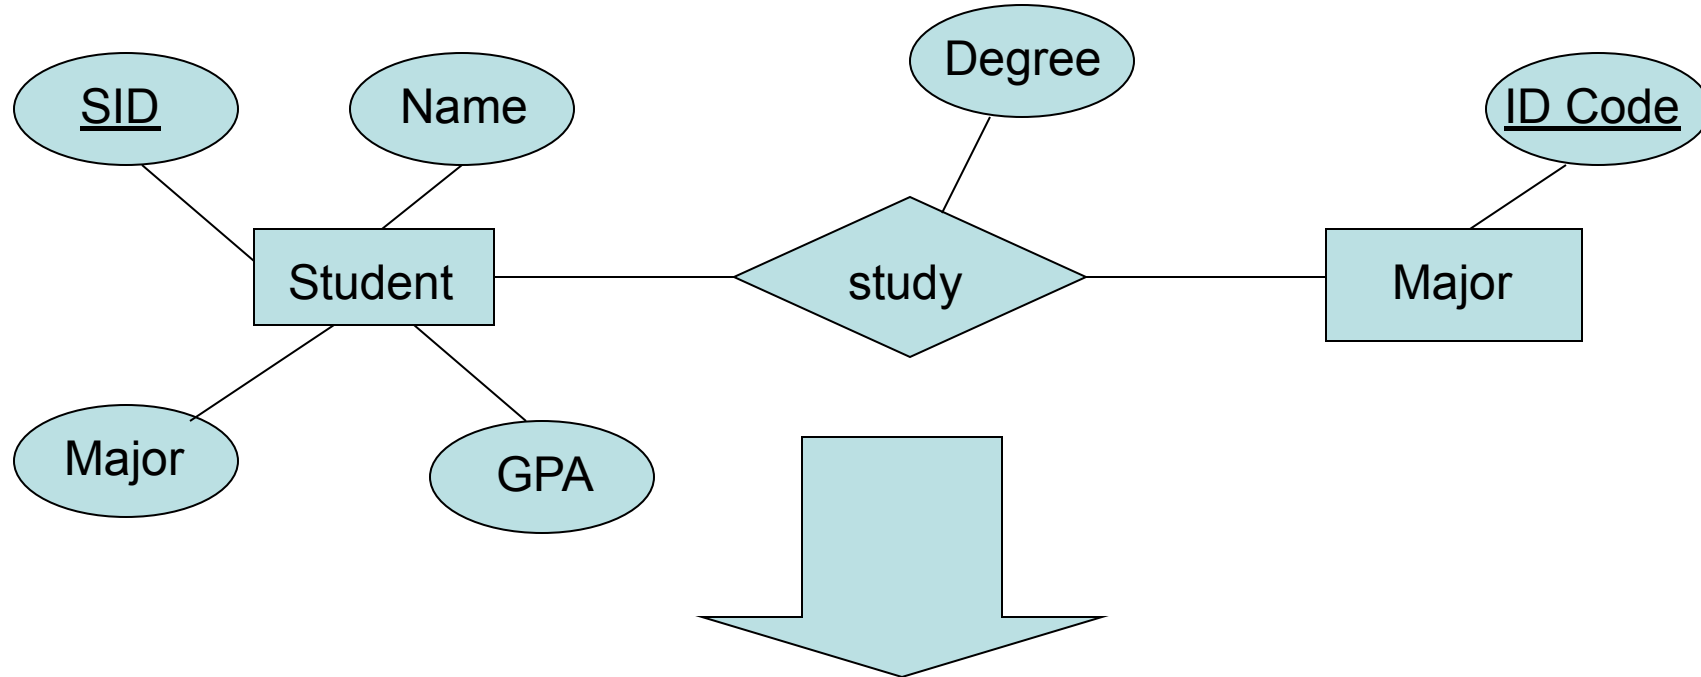 Degree
SID
Name
ID Code
Student
study
Major
Major
GPA